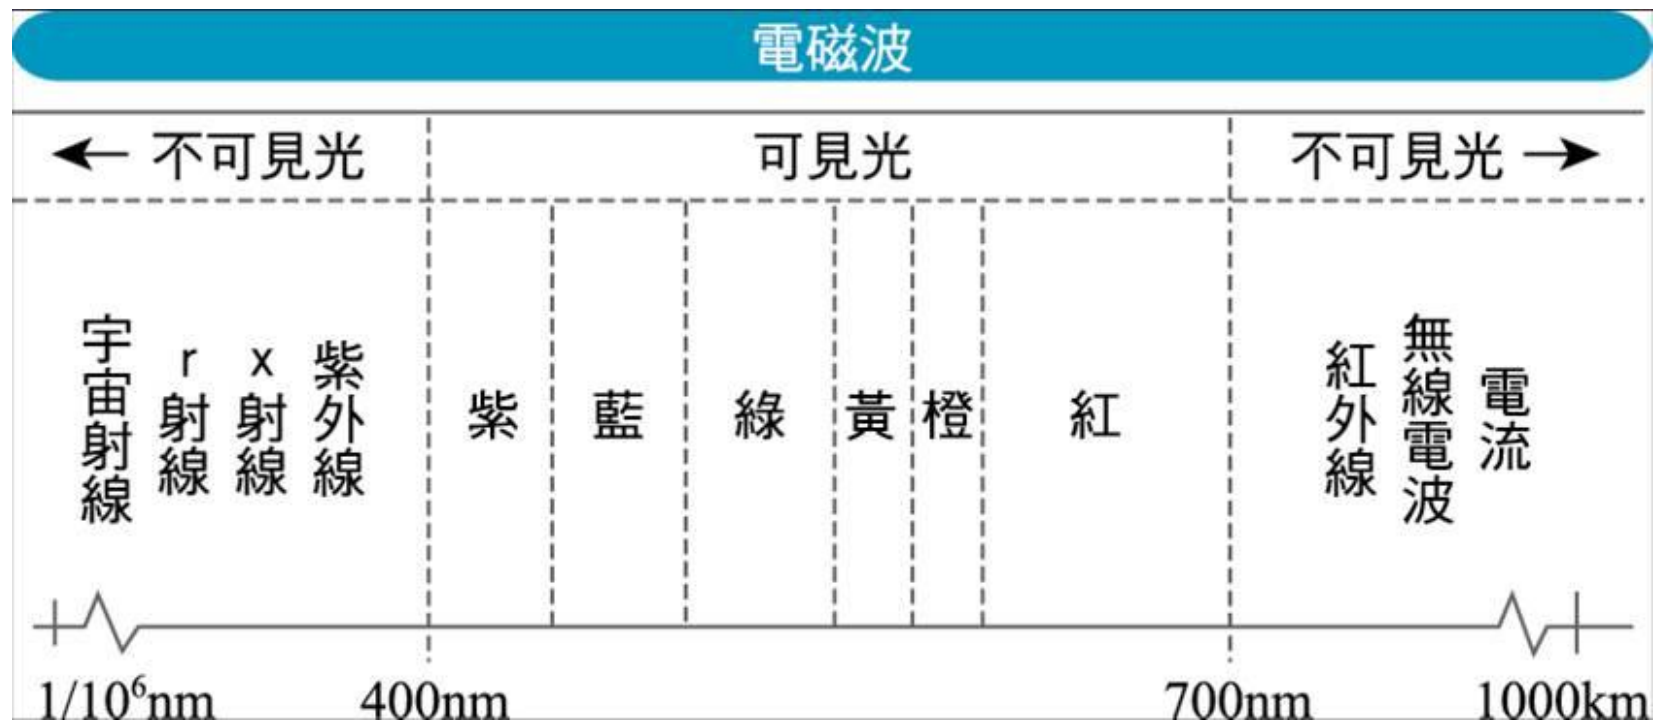 電磁波
← 不可見光
可見光
不可見光 →
宇宙射線
r射線
x射線
紫外線
紫
藍
綠
黃
橙
紅
紅外線
無線電波
電流
1/10⁶nm
400nm
700nm
1000km